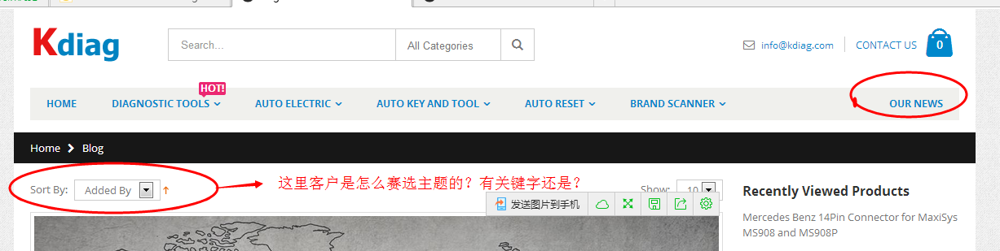 Kdiag
Search...
All Categories
info@kdiag.com
CONTACT US
0
HOT!
HOME
DIAGNOSTIC TOOLS
AUTO ELECTRIC
AUTO KEY AND TOOL
AUTO RESET
BRAND SCANNER
OUR NEWS
Home
Blog
Sort By:
Added By
这里客户是怎么赛选主题的?有关键字还是?
Show:
10
发送图片到手机
Recently Viewed Products
Mercedes Benz 14Pin Connector for MaxiSys
MS908 and MS908P